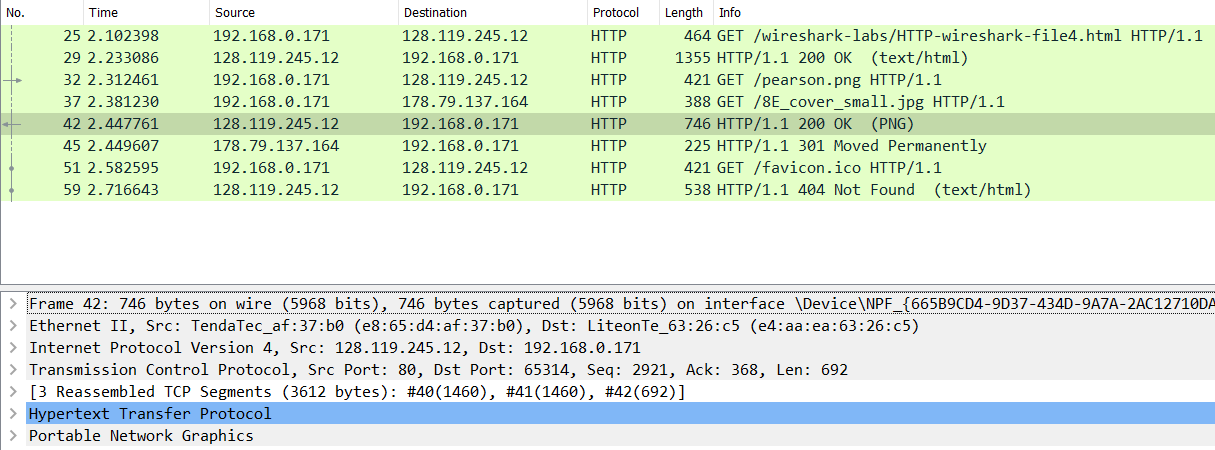 No. Time Source Destination Protocol Length Info
25 2.102398 192.168.0.171 128.119.245.12 HTTP 464 GET /wireshark-labs/HTTP-wireshark-file4.html HTTP/1.1
29 2.233086 128.119.245.12 192.168.0.171 HTTP 1355 HTTP/1.1 200 OK (text/html)
32 2.312461 192.168.0.171 128.119.245.12 HTTP 421 GET /pearson.png HTTP/1.1
37 2.381230 192.168.0.171 178.79.137.164 HTTP 388 GET /8E_cover_small.jpg HTTP/1.1
42 2.447761 128.119.245.12 192.168.0.171 HTTP 746 HTTP/1.1 200 OK (PNG)
45 2.449607 178.79.137.164 192.168.0.171 HTTP 225 HTTP/1.1 301 Moved Permanently
51 2.582595 192.168.0.171 128.119.245.12 HTTP 421 GET /favicon.ico HTTP/1.1
59 2.716643 128.119.245.12 192.168.0.171 HTTP 538 HTTP/1.1 404 Not Found (text/html)
Frame 42: 746 bytes on wire (5968 bits), 746 bytes captured (5968 bits) on interface \Device\NPF_{665B9CD4-9D37-434D-9A7A-2AC12710DA
Ethernet II, Src: TendaTec_af:37:b0 (e8:65:d4:af:37:b0), Dst: LiteonTe_63:26:c5 (e4:aa:ea:63:26:c5)
Internet Protocol Version 4, Src: 128.119.245.12, Dst: 192.168.0.171
Transmission Control Protocol, Src Port: 80, Dst Port: 65314, Seq: 2921, Ack: 368, Len: 692
[3 Reassembled TCP Segments (3612 bytes): #40(1460), #41(1460), #42(692)]
Hypertext Transfer Protocol
Portable Network Graphics